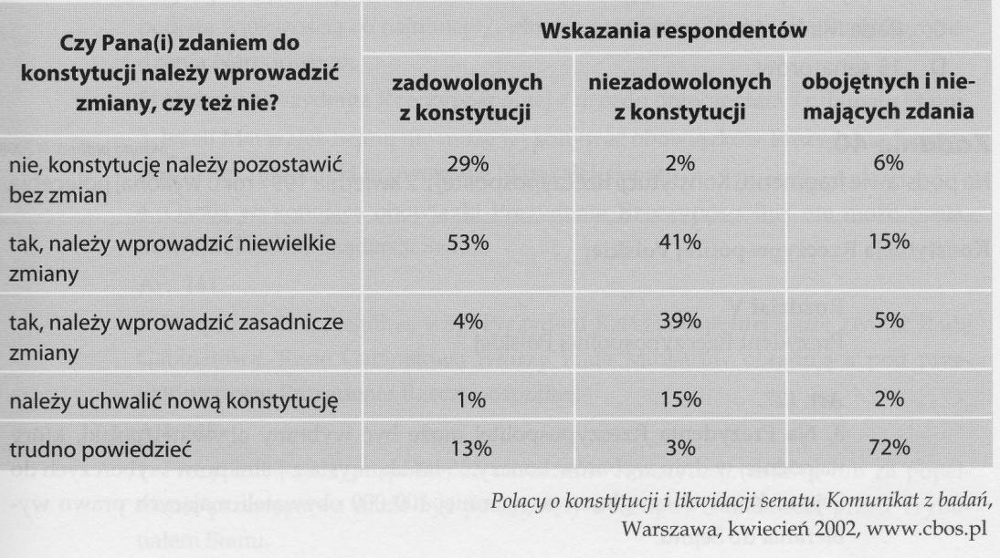 Czy Pana(i) zdaniem do
konstytucji należy wprowadzić
zmiany, czy też nie?
Wskazania respondentów
zadowolonych
z konstytucji
niezadowolonych
z konstytucji
obojętnych i nie-
mających zdania
nie, konstytucję należy pozostawić
bez zmian
29%
2%
6%
tak, należy wprowadzić niewielkie
zmiany
53%
41%
15%
tak, należy wprowadzić zasadnicze
zmiany
4%
39%
5%
należy uchwalić nową konstytucję
1%
15%
2%
trudno powiedzieć
13%
3%
72%
Polacy o konstytucji i likwidacji senatu. Komunikat z badań,
Warszawa, kwiecień 2002, www.cbos.pl